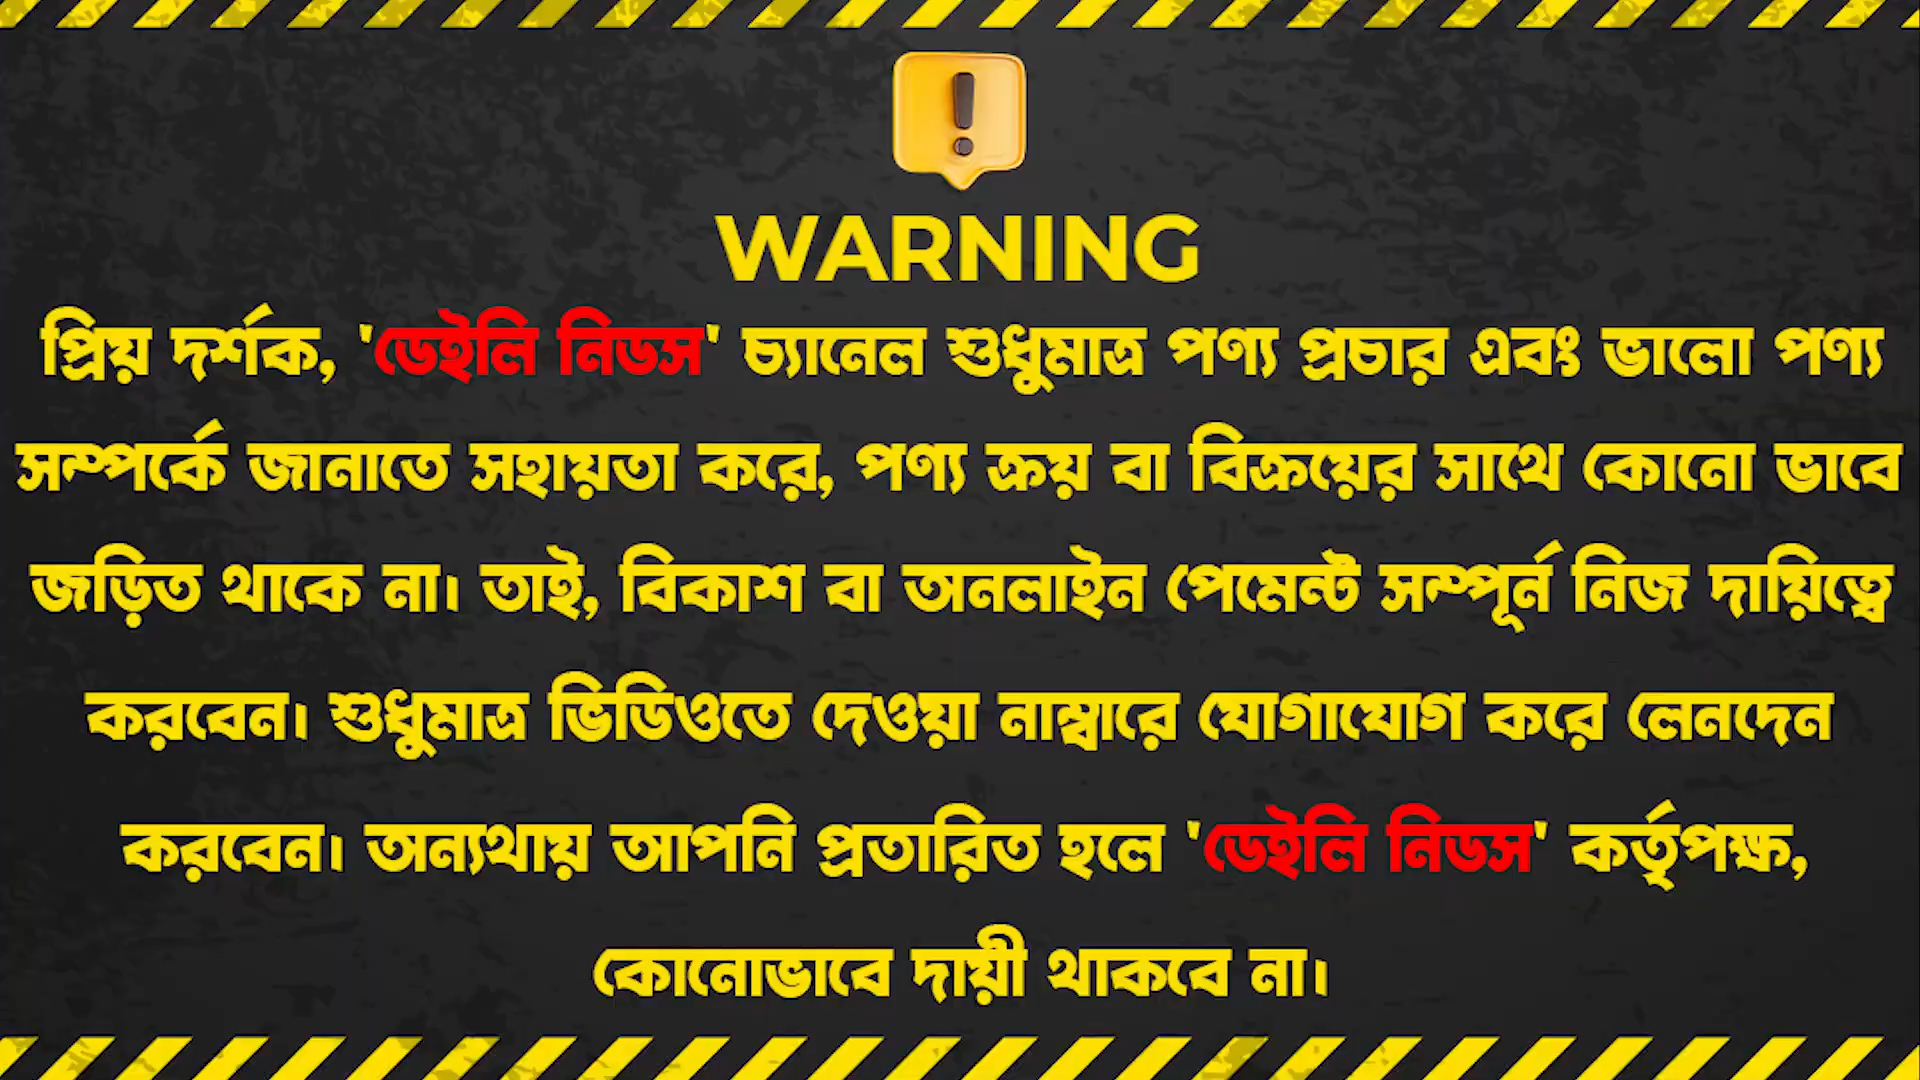 WARNING
প্রিয় দর্শক, 'ডেইলি নিডস' চ্যানেল শুধুমাত্র পণ্য প্রচার এবং ভালো পণ্য
সম্পর্কে জানাতে সহায়তা করে, পণ্য ক্রয় বা বিক্রয়ের সাথে কোনো ভাবে
জড়িত থাকে না। তাই, বিকাশ বা অনলাইন পেমেন্ট সম্পূর্ন নিজ দায়িত্বে
করবেন। শুধুমাত্র ভিডিওতে দেওয়া নাম্বারে যোগাযোগ করে লেনদেন
করবেন। অন্যথায় আপনি প্রতারিত হলে 'ডেইলি নিডস' কর্তৃপক্ষ,
কোনোভাবে দায়ী থাকবে না।